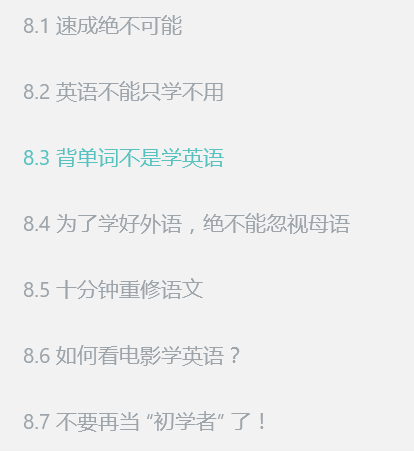 8.1 速成绝不可能
8.2 英语不能只学不用
8.3 背单词不是学英语
8.4 为了学好外语，绝不能忽视母语
8.5 十分钟重修语文
8.6 如何看电影学英语？
8.7 不要再当 “初学者” 了！